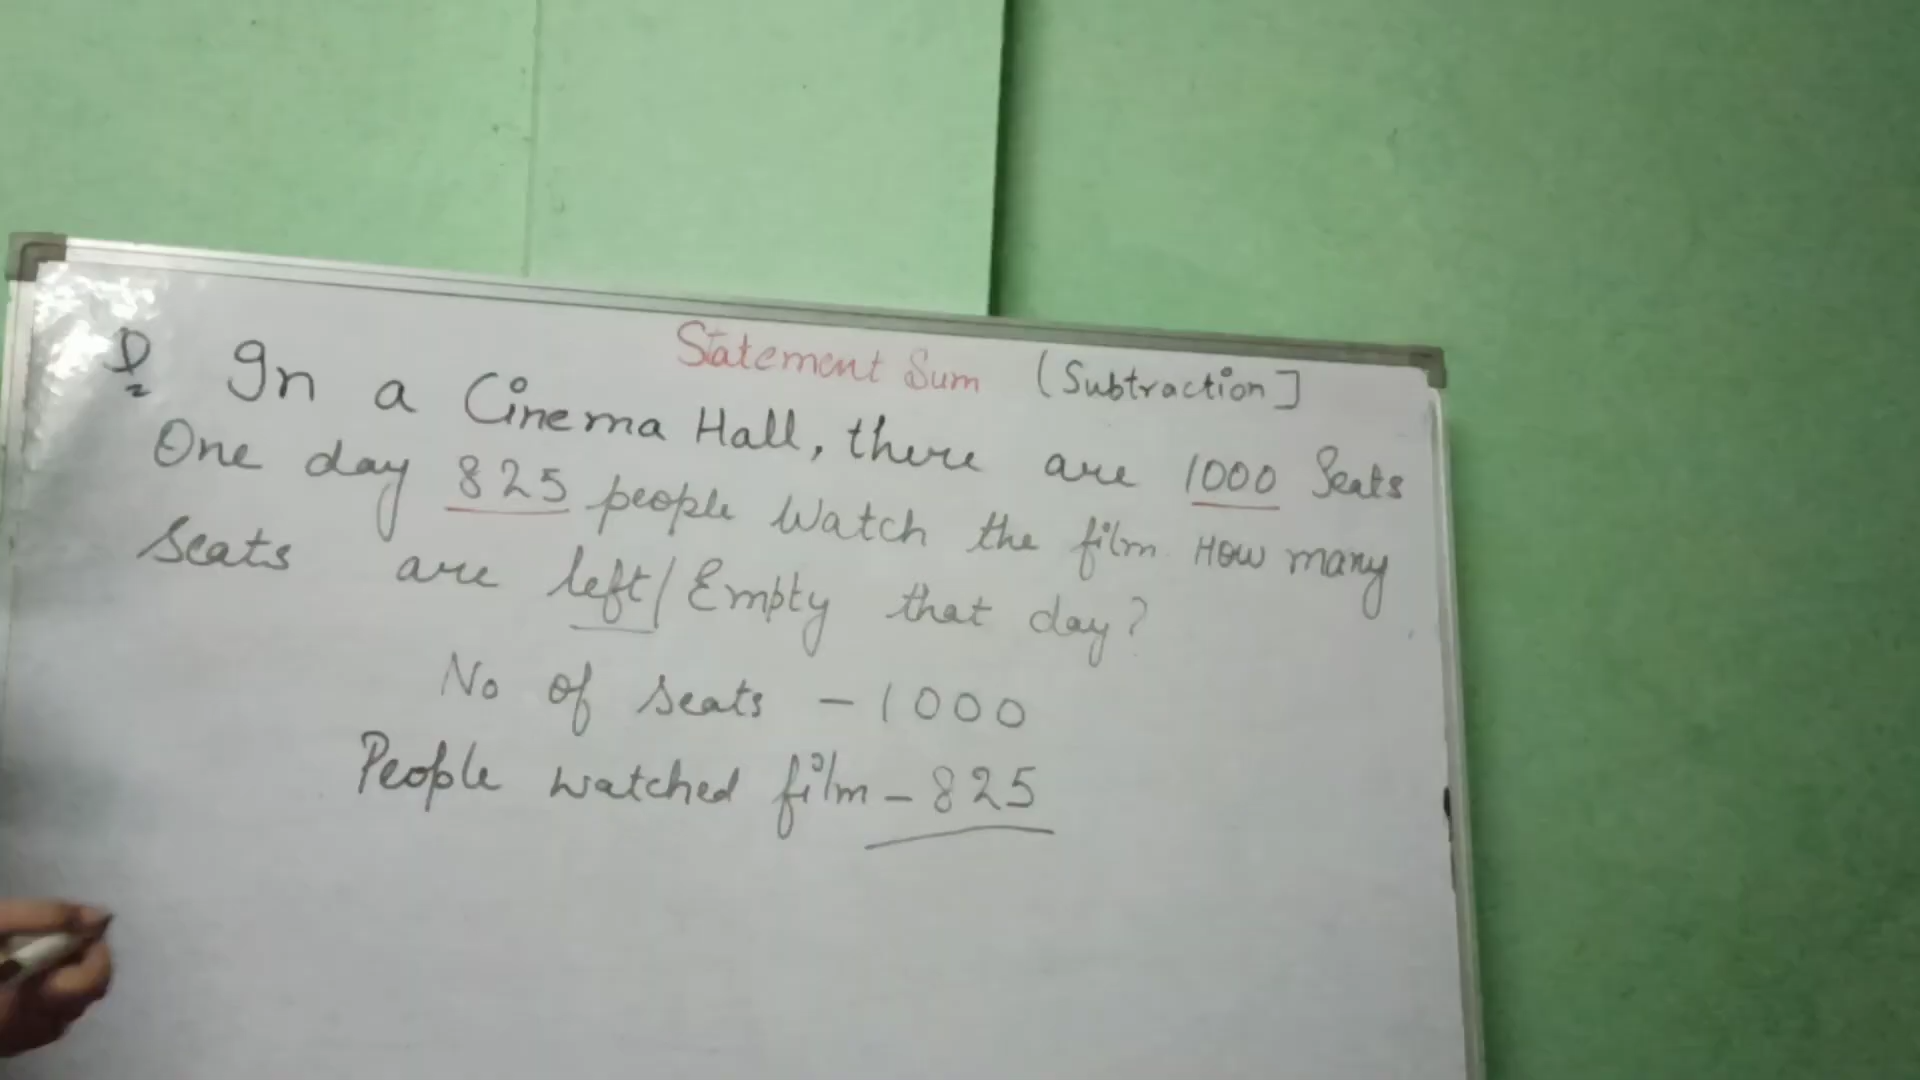 Statement Sum (Subtraction]
Q In a Cinema Hall, there are 1000 Seats
One day 825 people Watch the film. How many
seats are left/Empty that day?
No of seats - 1000
People watched film - 825